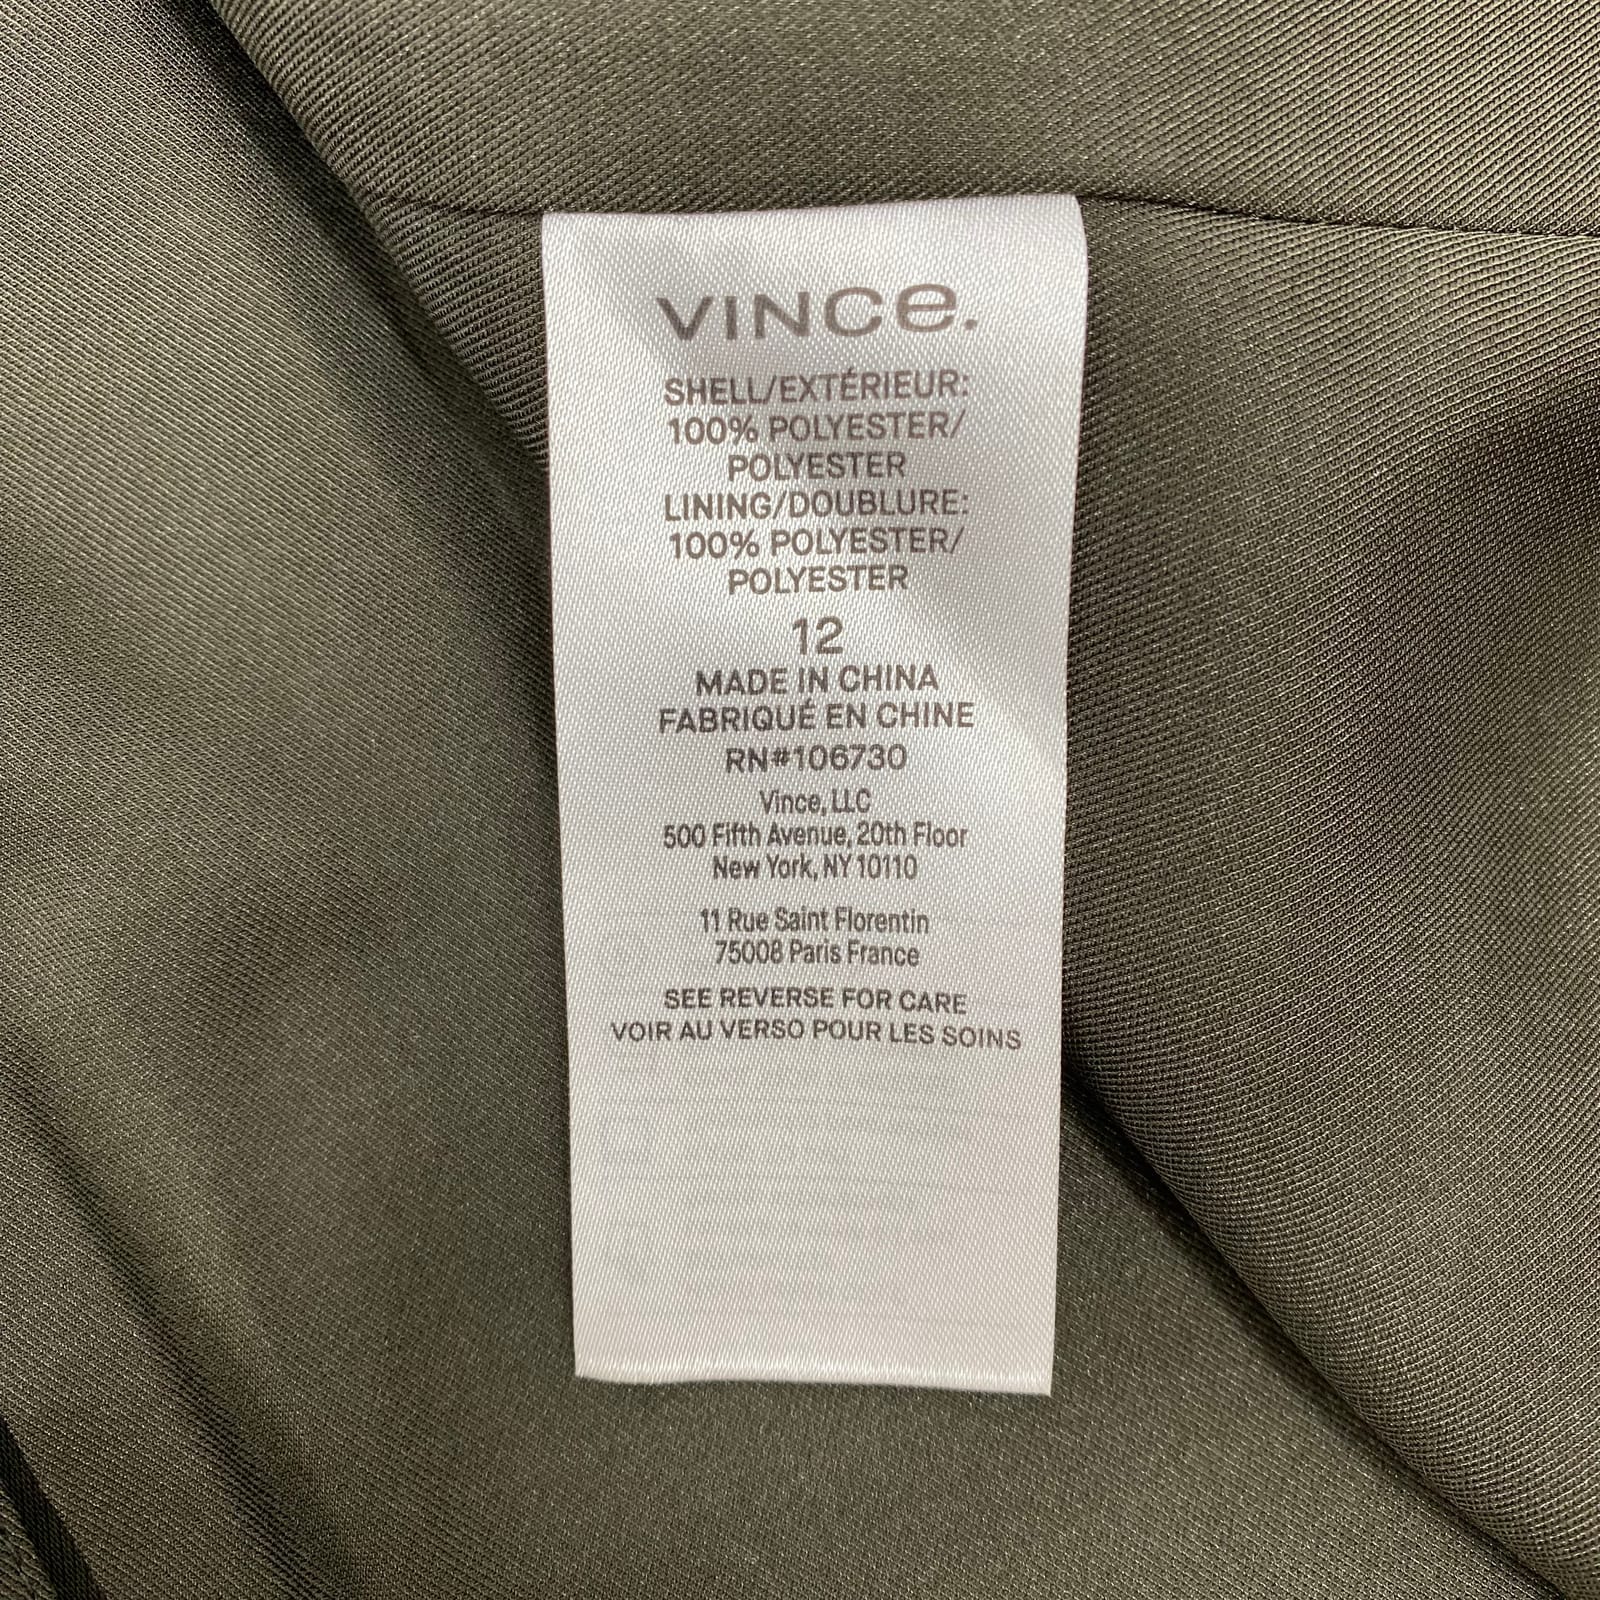 VINCe.
SHELL/EXTÉRIEUR:
100% POLYESTER/
POLYESTER
LINING/DOUBLURE:
100% POLYESTER/
POLYESTER
12
MADE IN CHINA
FABRIQUÉ EN CHINE
RN#106730
Vince, LLC
500 Fifth Avenue, 20th Floor
New York, NY 10110
11 Rue Saint Florentin
75008 Paris France
SEE REVERSE FOR CARE
VOIR AU VERSO POUR LES SOINS